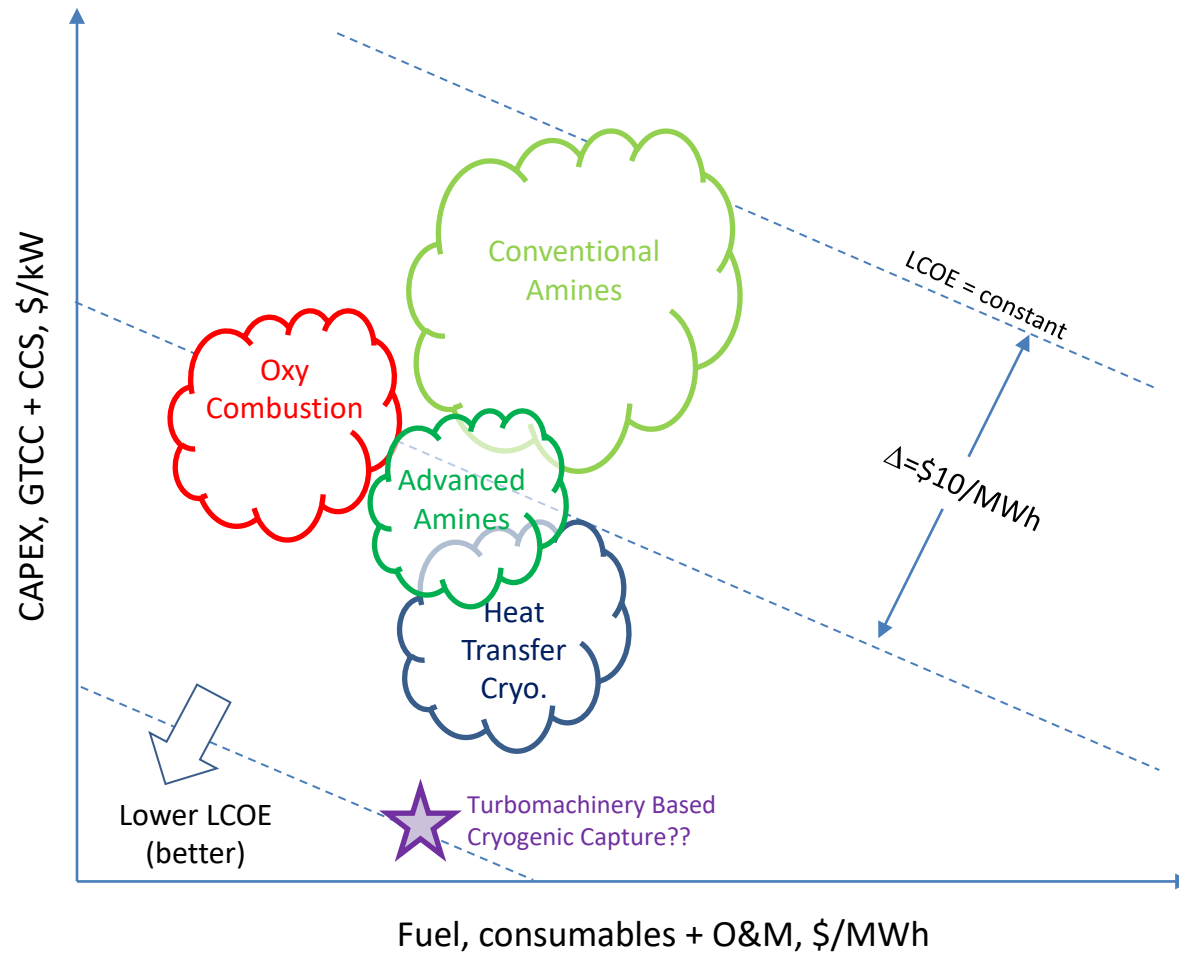 CAPEX, GTCC + CCS, $/kW
Conventional
Amines
LCOE = constant
Oxy
Combustion
Δ=$10/MWh
Advanced
Amines
Heat
Transfer
Cryo.
Lower LCOE
(better)
Turbomachinery Based
Cryogenic Capture??
Fuel, consumables + O&M, $/MWh